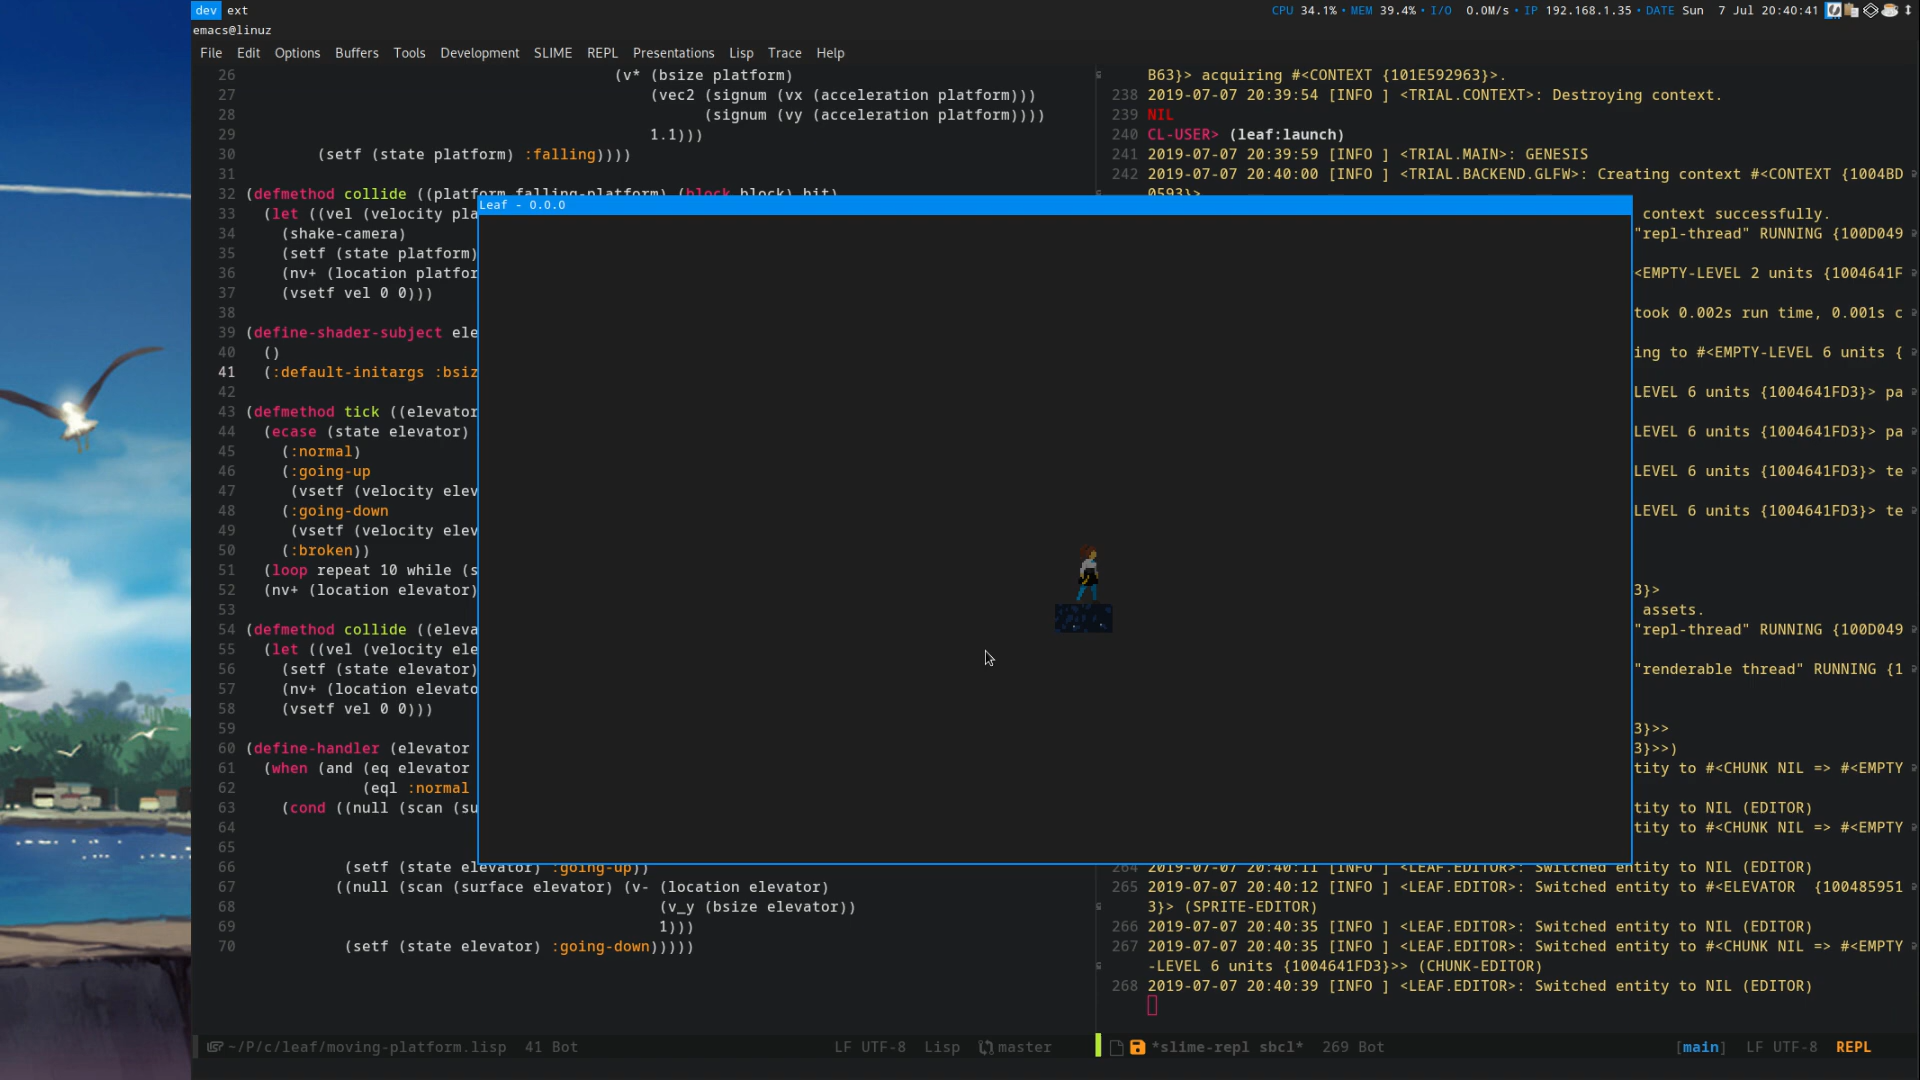 dev ext
CPU 34.1% • MEM 39.4% • I/O 0.0M/s • IP 192.168.1.35 • DATE Sun 7 Jul 20:40:41
emacs@linuz
File Edit Options Buffers Tools Development SLIME REPL Presentations Lisp Trace Help
26 (v* (bsize platform)
27 (vec2 (signum (vx (acceleration platform)))
28 (signum (vy (acceleration platform))))
29 1.1)))
30 (setf (state platform) :falling))))
31
32 (defmethod collide ((platform falling-platform) (block block) hit)
33 (let ((vel (velocity pla
34 (shake-camera)
35 (setf (state platform)
36 (nv+ (location platfor
37 (vsetf vel 0 0)))
38
39 (define-shader-subject ele
40 ()
41 (:default-initargs :bsiz
42
43 (defmethod tick ((elevator
44 (ecase (state elevator)
45 (:normal)
46 (:going-up
47 (vsetf (velocity elev
48 (:going-down
49 (vsetf (velocity elev
50 (:broken))
51 (loop repeat 10 while (s
52 (nv+ (location elevator)
53
54 (defmethod collide ((eleva
55 (let ((vel (velocity ele
56 (setf (state elevator)
57 (nv+ (location elevato
58 (vsetf vel 0 0)))
59
60 (define-handler (elevator
61 (when (and (eq elevator
62 (eql :normal
63 (cond ((null (scan (su
64
65
66 (setf (state elevator) :going-up))
67 ((null (scan (surface elevator) (v- (location elevator)
68 (v_y (bsize elevator))
69 1)))
70 (setf (state elevator) :going-down)))))
~/P/c/leaf/moving-platform.lisp 41 Bot LF UTF-8 Lisp master
B63}> acquiring #<CONTEXT {101E592963}>.
238 2019-07-07 20:39:54 [INFO ] <TRIAL.CONTEXT>: Destroying context.
239 NIL
240 CL-USER> (leaf:launch)
241 2019-07-07 20:39:59 [INFO ] <TRIAL.MAIN>: GENESIS
242 2019-07-07 20:40:00 [INFO ] <TRIAL.BACKEND.GLFW>: Creating context #<CONTEXT {1004BD
0593}>
Leaf - 0.0.0
context successfully.
"repl-thread" RUNNING {100D049
<EMPTY-LEVEL 2 units {1004641F
took 0.002s run time, 0.001s c
ing to #<EMPTY-LEVEL 6 units {
LEVEL 6 units {1004641FD3}> pa
LEVEL 6 units {1004641FD3}> pa
LEVEL 6 units {1004641FD3}> te
LEVEL 6 units {1004641FD3}> te
3}>
assets.
"repl-thread" RUNNING {100D049
"renderable thread" RUNNING {1
3}>>
3}>>)
tity to #<CHUNK NIL => #<EMPTY
tity to NIL (EDITOR)
tity to #<CHUNK NIL => #<EMPTY
264 2019-07-07 20:40:11 [INFO ] <LEAF.EDITOR>: Switched entity to NIL (EDITOR)
265 2019-07-07 20:40:12 [INFO ] <LEAF.EDITOR>: Switched entity to #<ELEVATOR {100485951
3}> (SPRITE-EDITOR)
266 2019-07-07 20:40:35 [INFO ] <LEAF.EDITOR>: Switched entity to NIL (EDITOR)
267 2019-07-07 20:40:35 [INFO ] <LEAF.EDITOR>: Switched entity to #<CHUNK NIL => #<EMPTY
-LEVEL 6 units {1004641FD3}>> (CHUNK-EDITOR)
268 2019-07-07 20:40:39 [INFO ] <LEAF.EDITOR>: Switched entity to NIL (EDITOR)
*slime-repl sbcl* 269 Bot [main] LF UTF-8 REPL